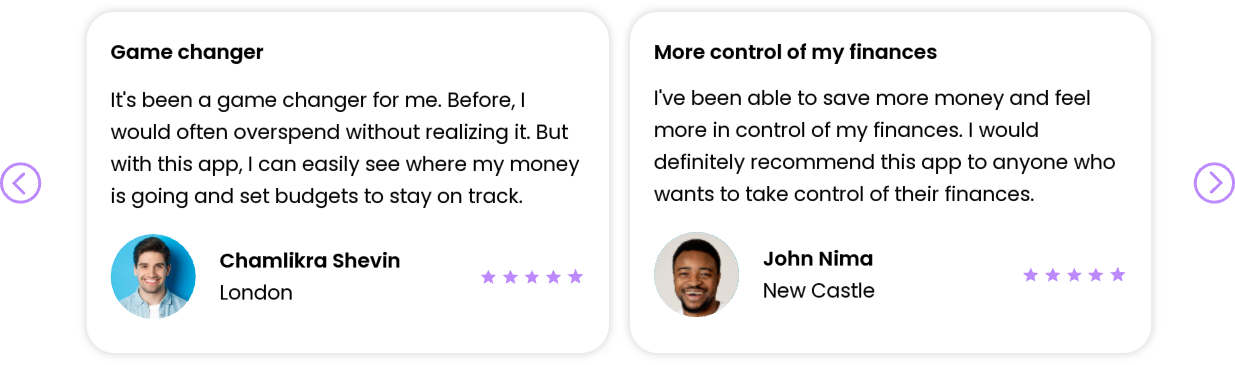 Game changer
It's been a game changer for me. Before, I
would often overspend without realizing it. But
with this app, I can easily see where my money
is going and set budgets to stay on track.
Chamlikra Shevin
London
More control of my finances
I've been able to save more money and feel
more in control of my finances. I would
definitely recommend this app to anyone who
wants to take control of their finances.
John Nima
New Castle